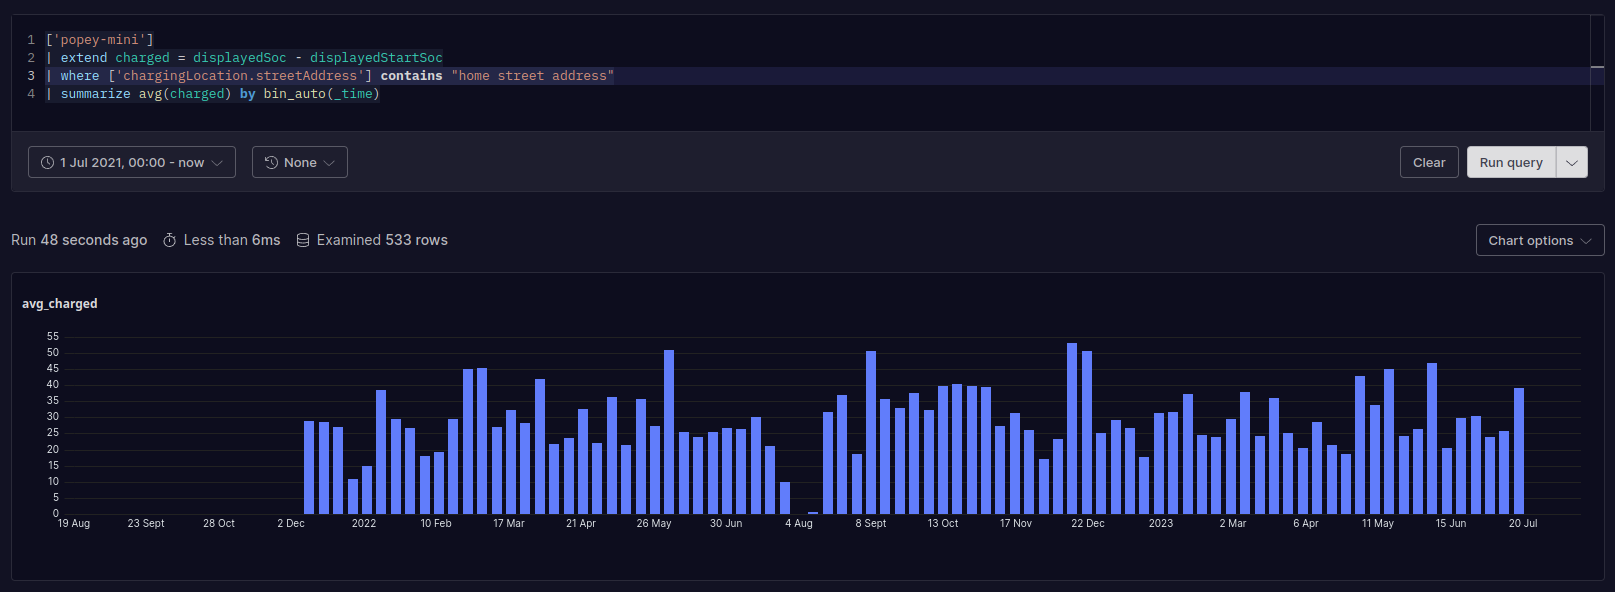 1 ['popey-mini']
2 | extend charged = displayedSoc - displayedStartSoc
3 | where ['chargingLocation.streetAddress'] contains "home street address"
4 | summarize avg(charged) by bin_auto(_time)
1 Jul 2021, 00:00 - now None Clear Run query
Run 48 seconds ago Less than 6ms Examined 533 rows Chart options
avg_charged
55
50
45
40
35
30
25
20
15
10
5
0
19 Aug 23 Sept 28 Oct 2 Dec 2022 10 Feb 17 Mar 21 Apr 26 May 30 Jun 4 Aug 8 Sept 13 Oct 17 Nov 22 Dec 2023 2 Mar 6 Apr 11 May 15 Jun 20 Jul